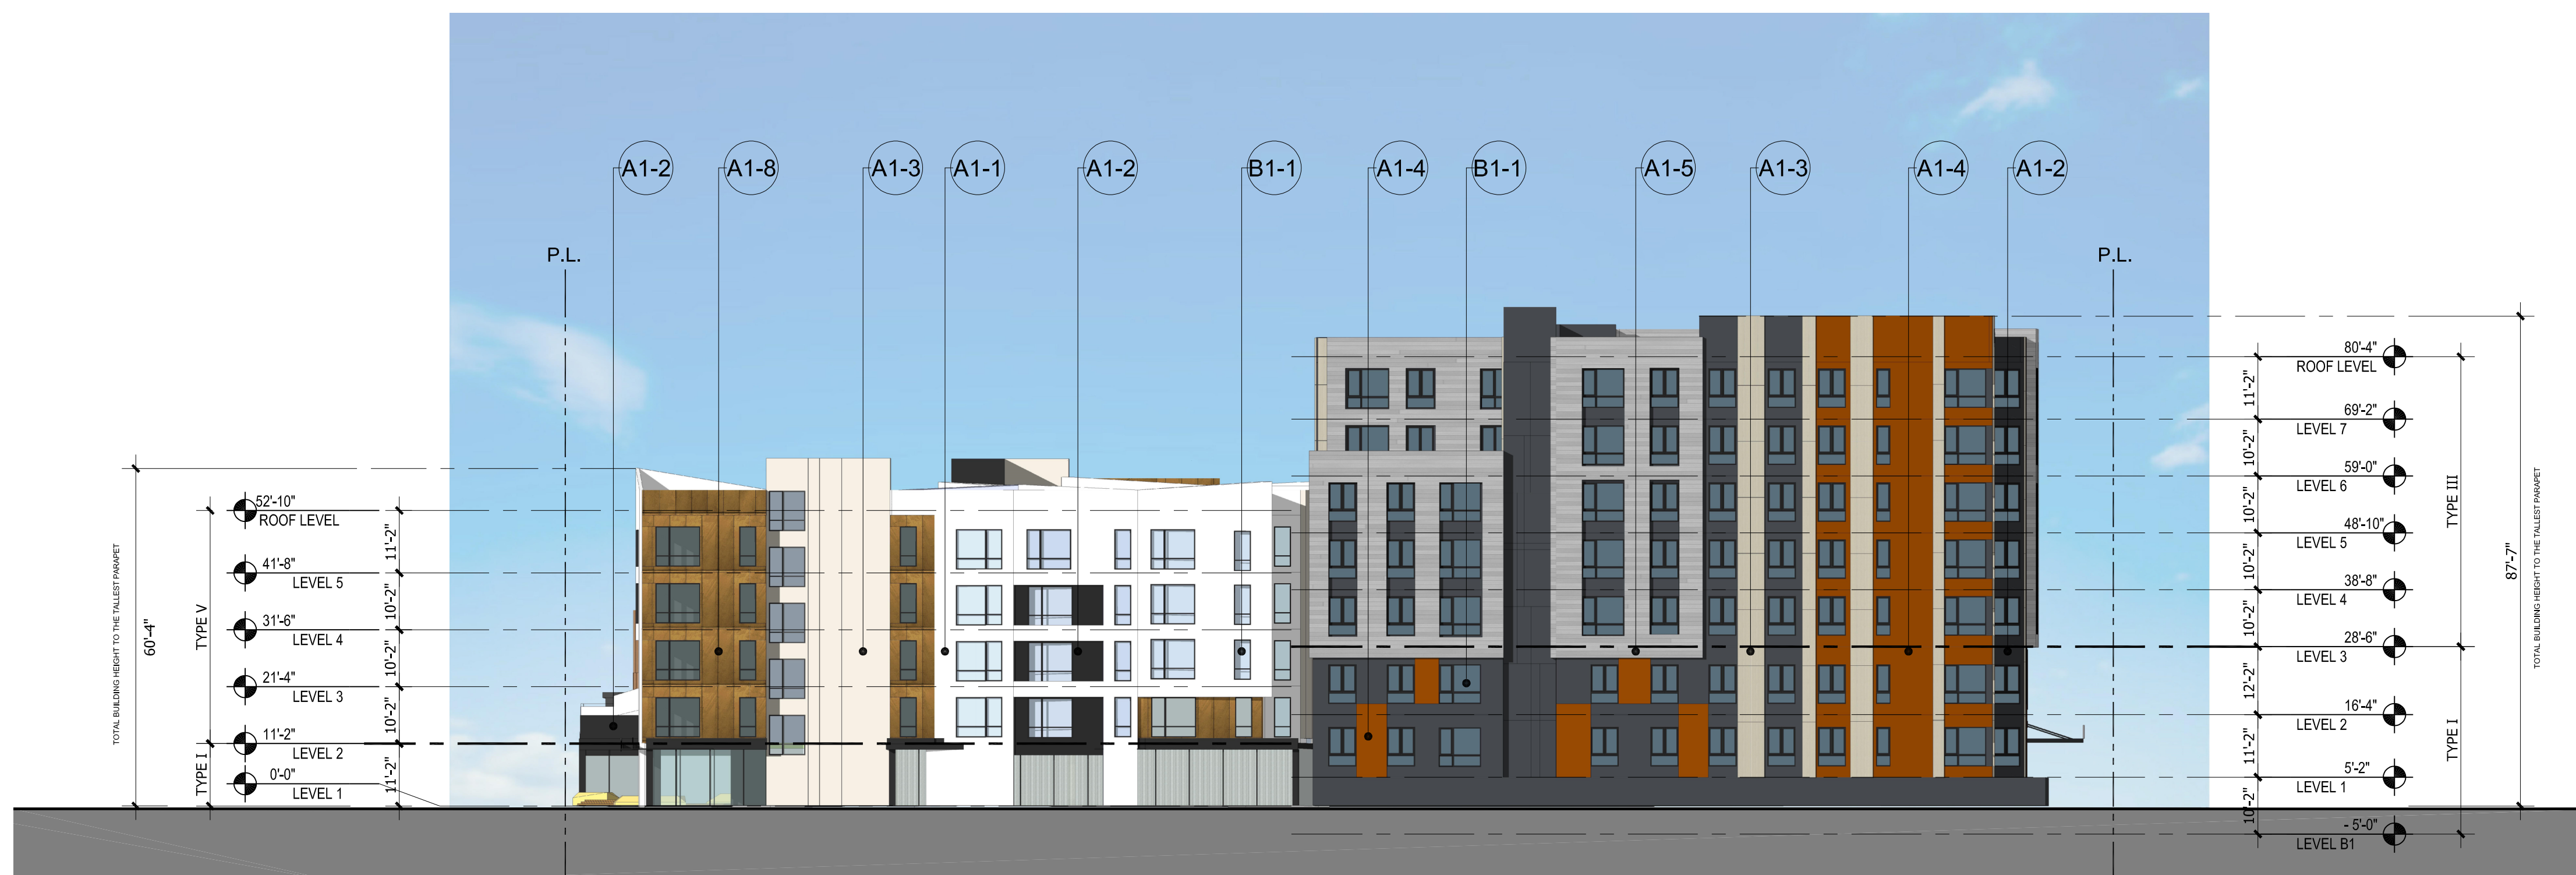 A1-2
A1-8
A1-3
A1-1
A1-2
B1-1
A1-4
B1-1
A1-5
A1-3
A1-4
A1-2
P.L.
P.L.
TOTAL BUILDING HEIGHT TO THE TALLEST PARAPET
60'-4"
TYPE V
TYPE I
52'-10"
ROOF LEVEL
41'-8"
LEVEL 5
31'-6"
LEVEL 4
21'-4"
LEVEL 3
11'-2"
LEVEL 2
0'-0"
LEVEL 1
11'-2"
10'-2"
10'-2"
10'-2"
11'-2"
11'-2"
10'-2"
10'-2"
10'-2"
10'-2"
12'-2"
11'-2"
10'-2"
80'-4"
ROOF LEVEL
69'-2"
LEVEL 7
59'-0"
LEVEL 6
48'-10"
LEVEL 5
38'-8"
LEVEL 4
28'-6"
LEVEL 3
16'-4"
LEVEL 2
5'-2"
LEVEL 1
- 5'-0"
LEVEL B1
TYPE III
TYPE I
87'-7"
TOTAL BUILDING HEIGHT TO THE TALLEST PARAPET